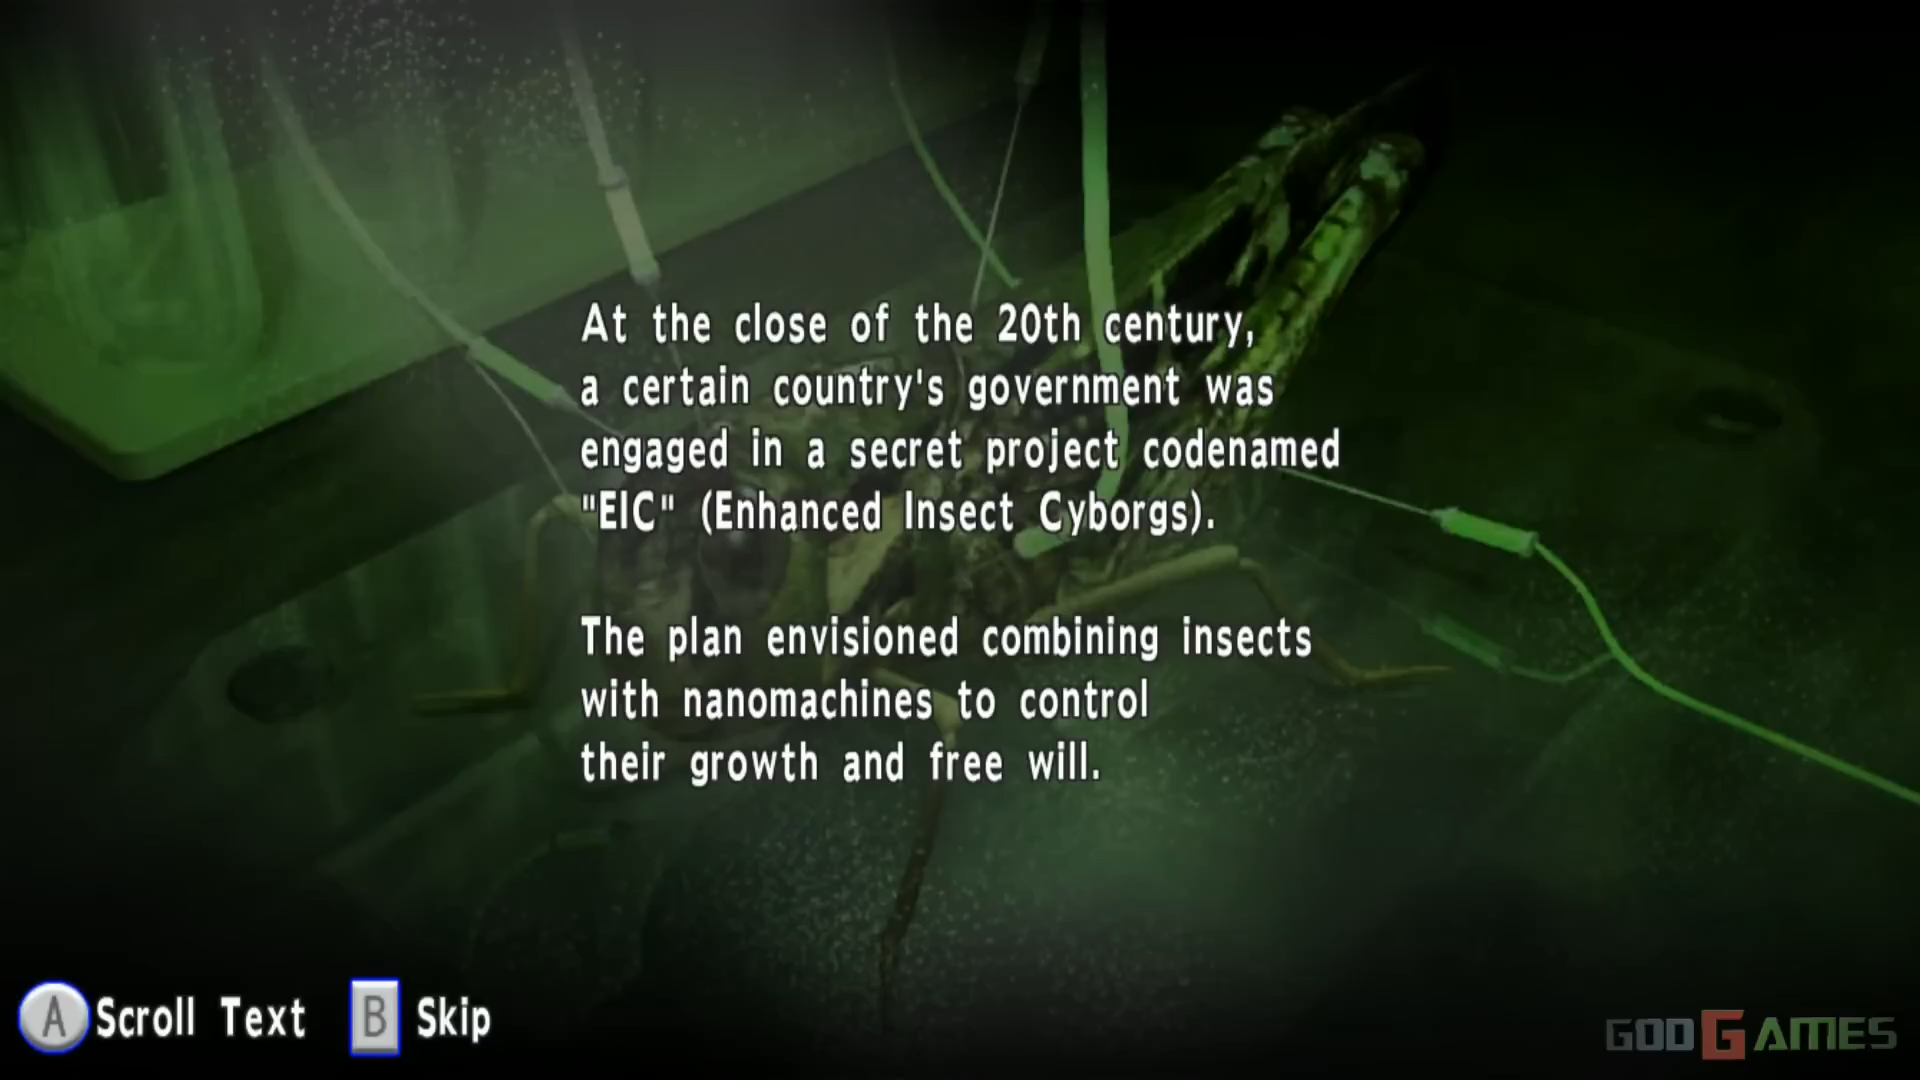 At the close of the 20th century,
a certain country's government was
engaged in a secret project codenamed
"EIC" (Enhanced Insect Cyborgs).
The plan envisioned combining insects
with nanomachines to control
their growth and free will.
A Scroll Text B Skip
GODGAMES